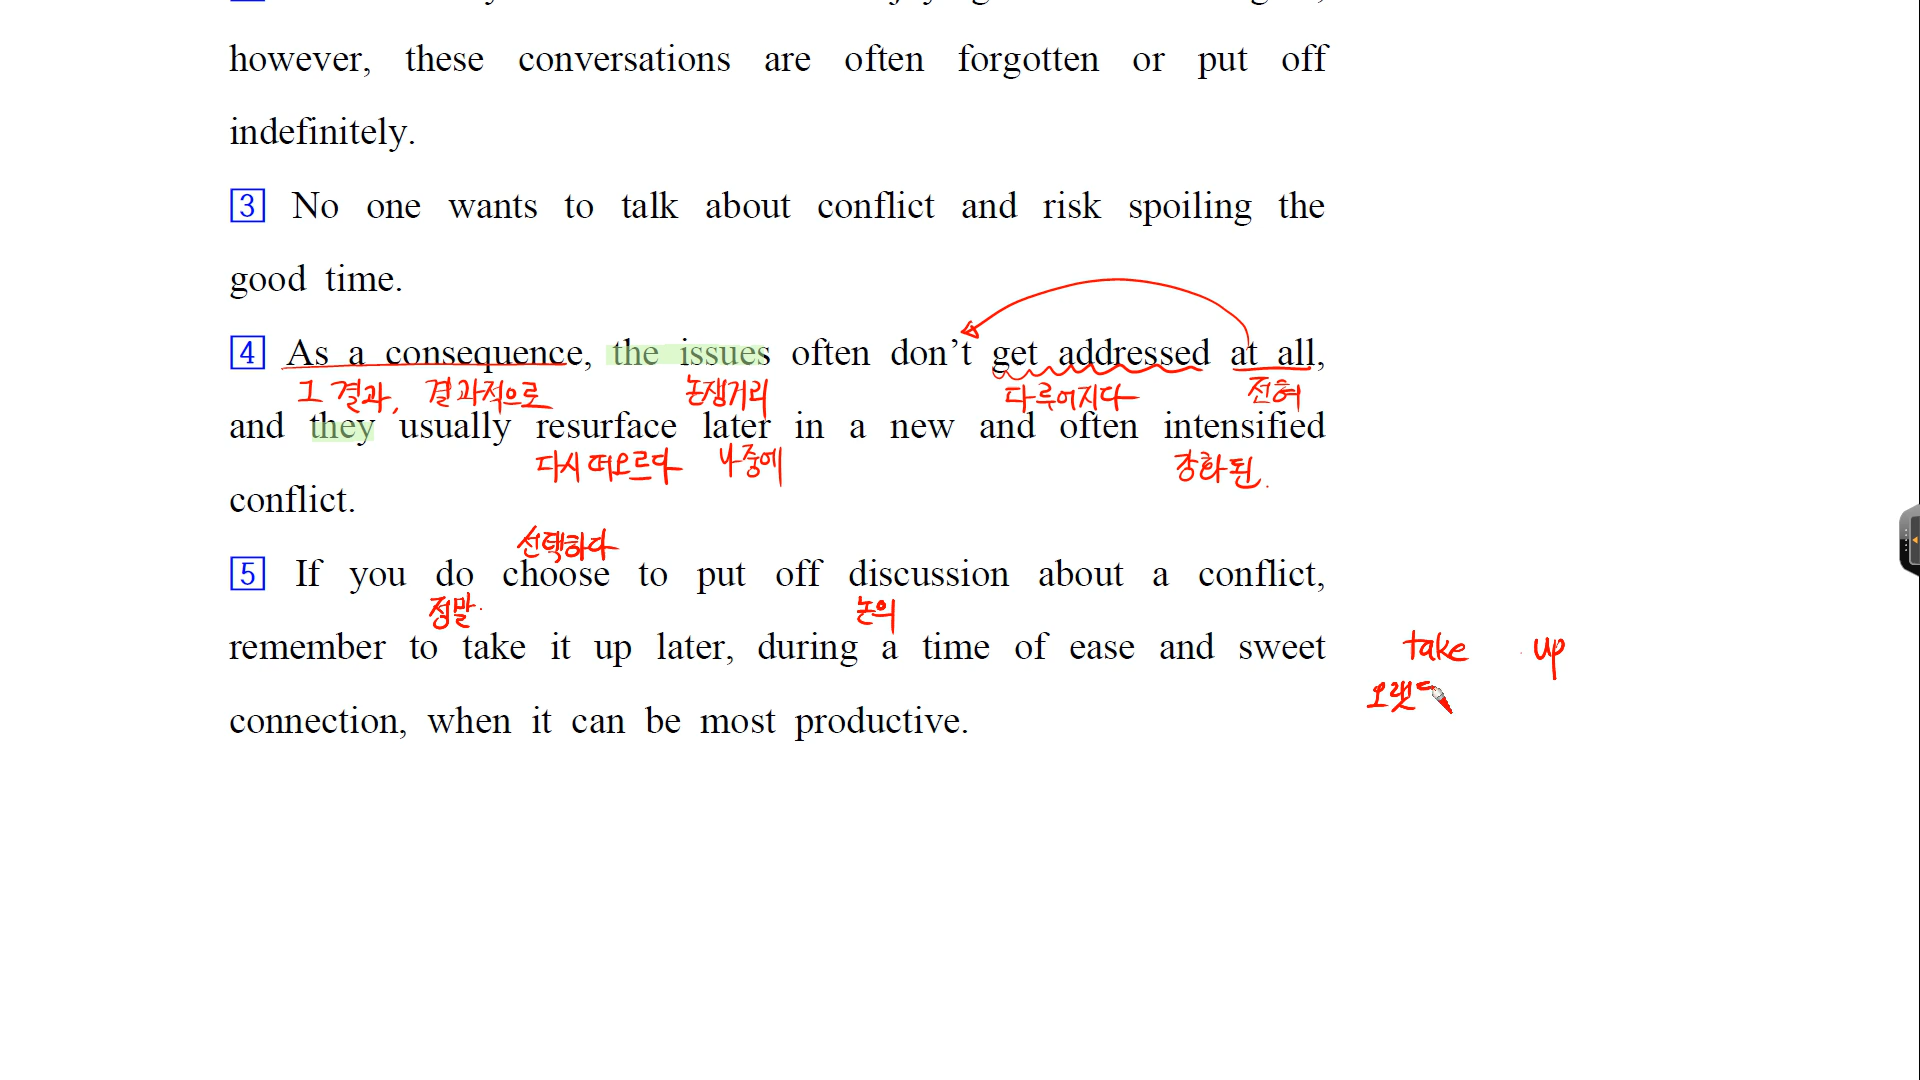 however, these conversations are often forgotten or put off
indefinitely.
3 No one wants to talk about conflict and risk spoiling the
good time.
4 As a consequence, the issues often don’t get addressed at all,
그 결과, 결과적으로 논쟁거리 다루어지다 전혀
and they usually resurface later in a new and often intensified
다시 떠오르다 나중에 강화된.
conflict.
선택하다
5 If you do choose to put off discussion about a conflict,
정말 논의
remember to take it up later, during a time of ease and sweet
take up
오랫
connection, when it can be most productive.